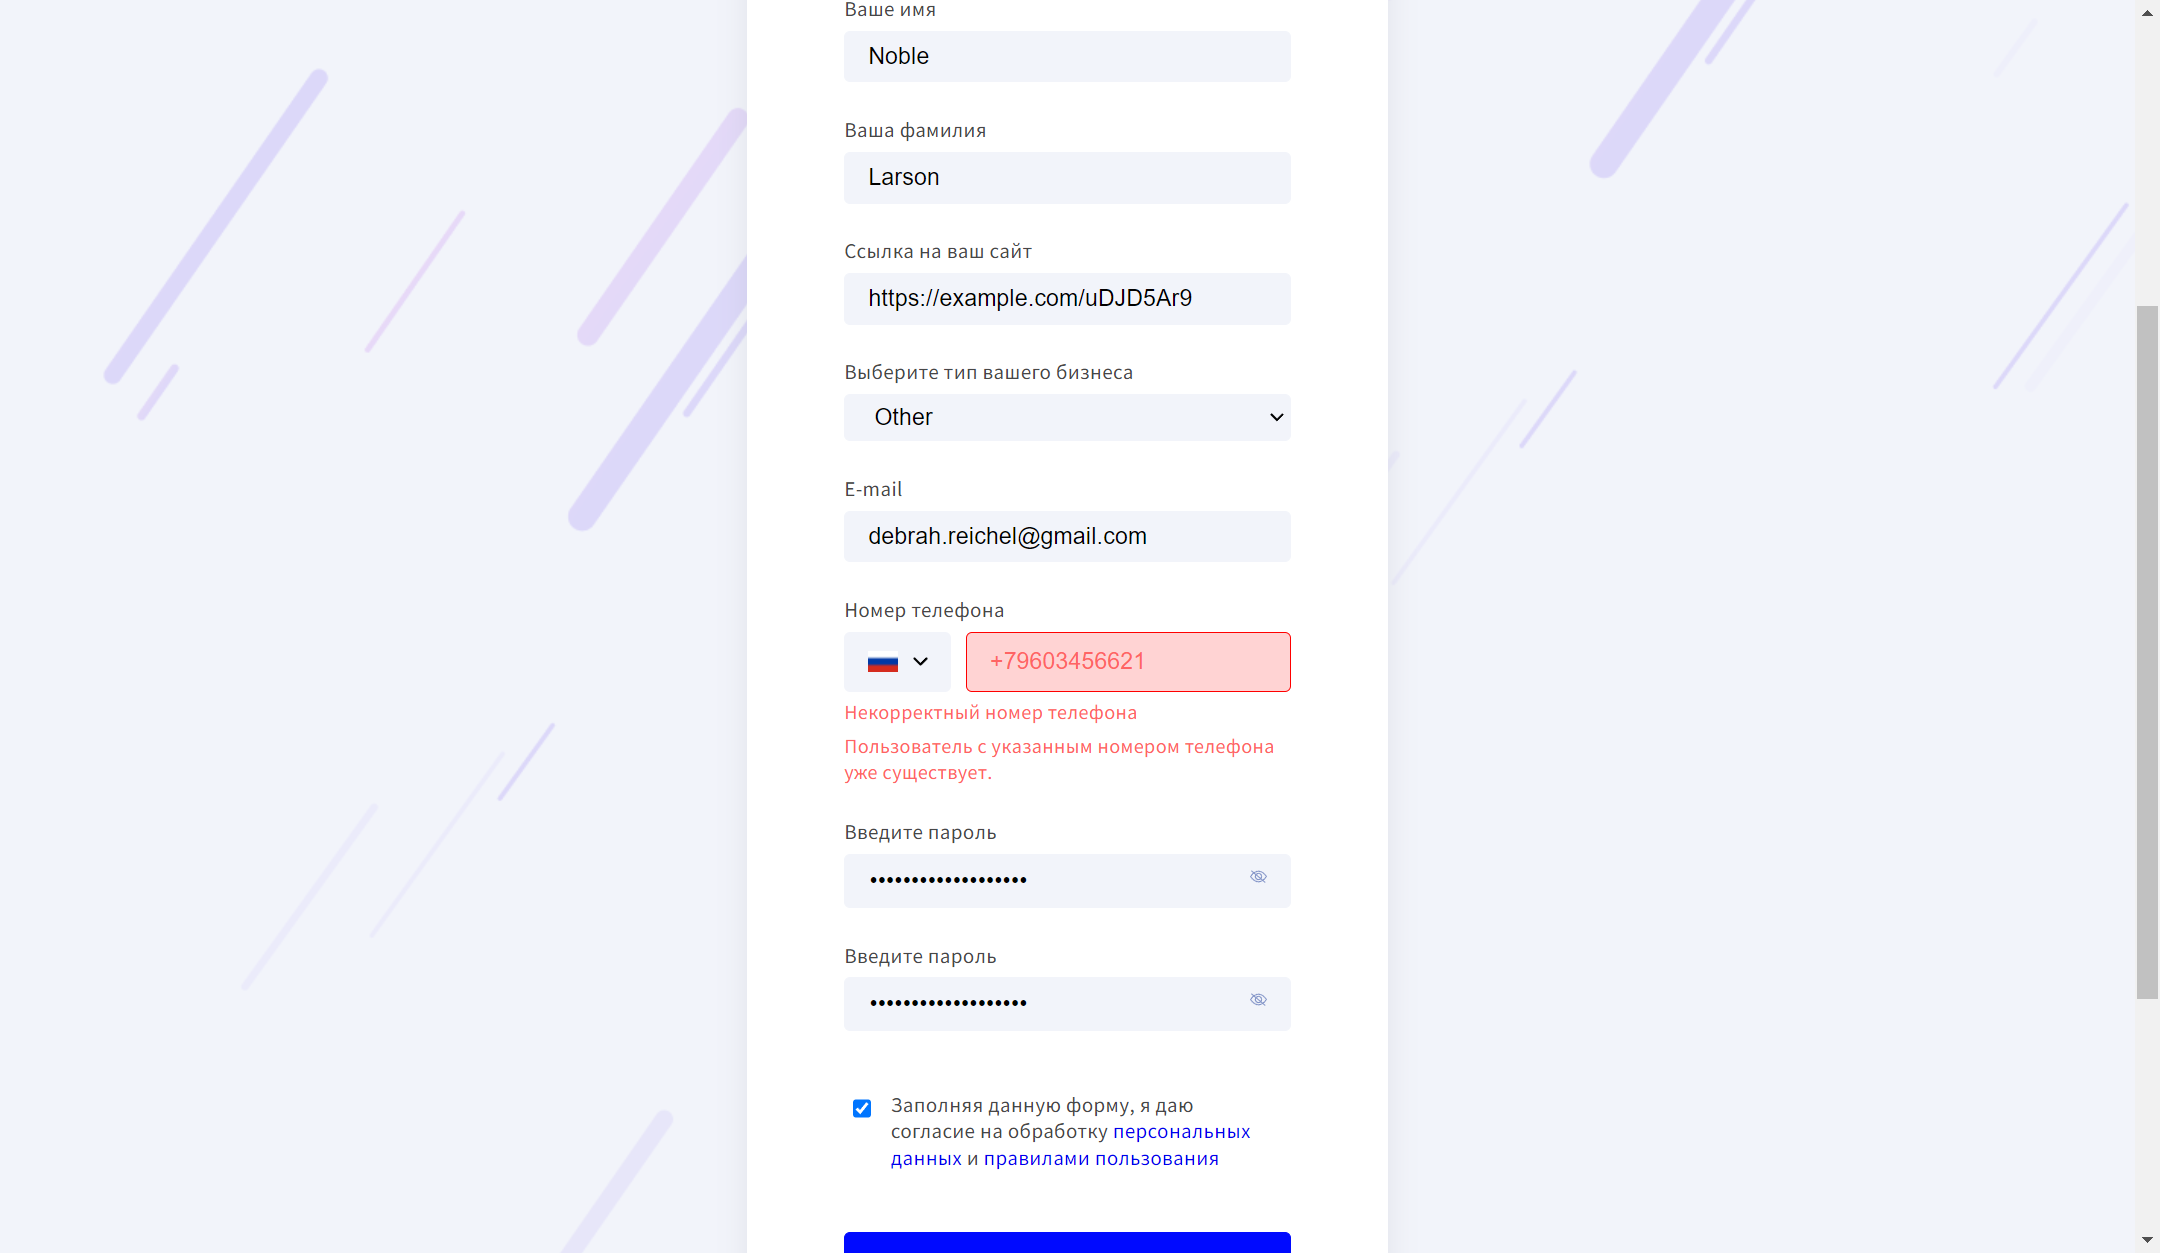 Ваше имя
Noble
Ваша фамилия
Larson
Ссылка на ваш сайт
https://example.com/uDJD5Ar9
Выберите тип вашего бизнеса
Other
E-mail
debrah.reichel@gmail.com
Номер телефона
+79603456621
Некорректный номер телефона
Пользователь с указанным номером телефона
уже существует.
Введите пароль
•••••••••••••••••••
Введите пароль
•••••••••••••••••••
Заполняя данную форму, я даю
согласие на обработку персональных
данных и правилами пользования